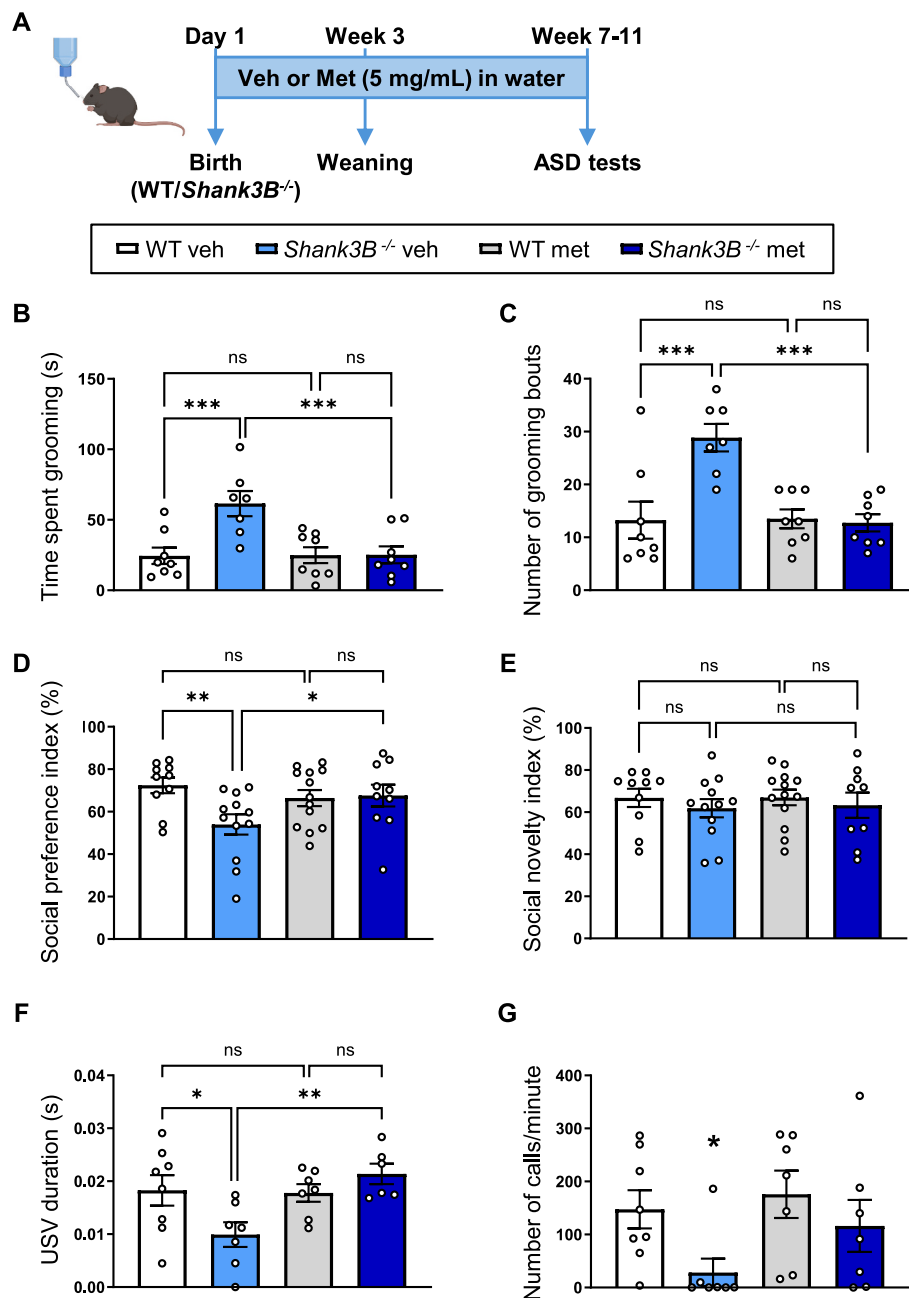 A
Day 1 Week 3 Week 7-11
Veh or Met (5 mg/mL) in water
Birth Weaning ASD tests
(WT/Shank3B-/-)
WT veh Shank3B -/- veh WT met Shank3B -/- met
B
Time spent grooming (s)
150
100
50
0
ns ns
*** ***
C
Number of grooming bouts
40
30
20
10
0
ns ns
*** ***
D
Social preference index (%)
100
80
60
40
20
0
ns ns
** *
E
Social novelty index (%)
100
80
60
40
20
0
ns ns
ns ns
F
USV duration (s)
0.04
0.03
0.02
0.01
0.00
ns ns
* **
G
Number of calls/minute
400
300
200
100
0
*